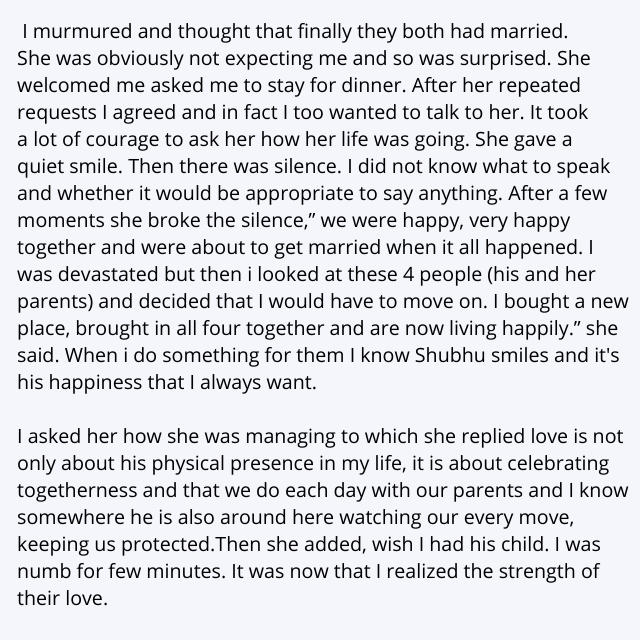 I murmured and thought that finally they both had married.
She was obviously not expecting me and so was surprised. She
welcomed me asked me to stay for dinner. After her repeated
requests I agreed and in fact I too wanted to talk to her. It took
a lot of courage to ask her how her life was going. She gave a
quiet smile. Then there was silence. I did not know what to speak
and whether it would be appropriate to say anything. After a few
moments she broke the silence,” we were happy, very happy
together and were about to get married when it all happened. I
was devastated but then i looked at these 4 people (his and her
parents) and decided that I would have to move on. I bought a new
place, brought in all four together and are now living happily.” she
said. When i do something for them I know Shubhu smiles and it's
his happiness that I always want.

I asked her how she was managing to which she replied love is not
only about his physical presence in my life, it is about celebrating
togetherness and that we do each day with our parents and I know
somewhere he is also around here watching our every move,
keeping us protected.Then she added, wish I had his child. I was
numb for few minutes. It was now that I realized the strength of
their love.